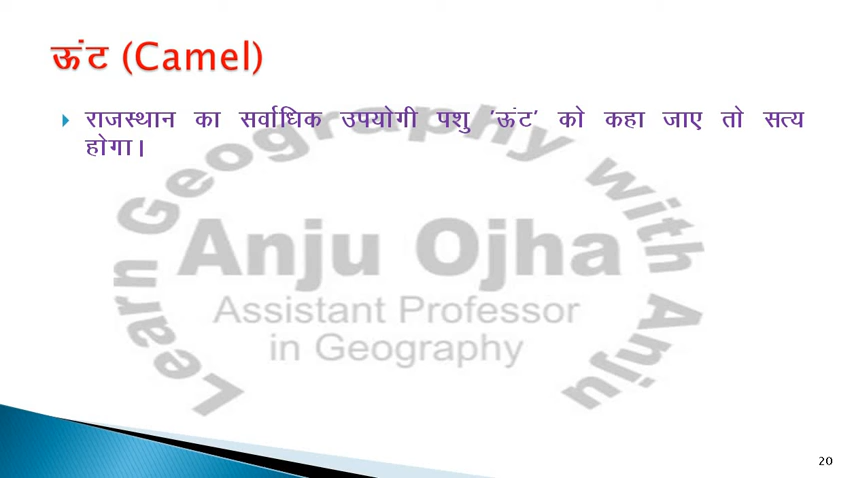 ऊंट (Camel)
राजस्थान का सर्वाधिक उपयोगी पशु 'ऊंट' को कहा जाए तो सत्य
होगा।
Learn Geography with Anju
Anju Ojha
Assistant Professor
in Geography
20